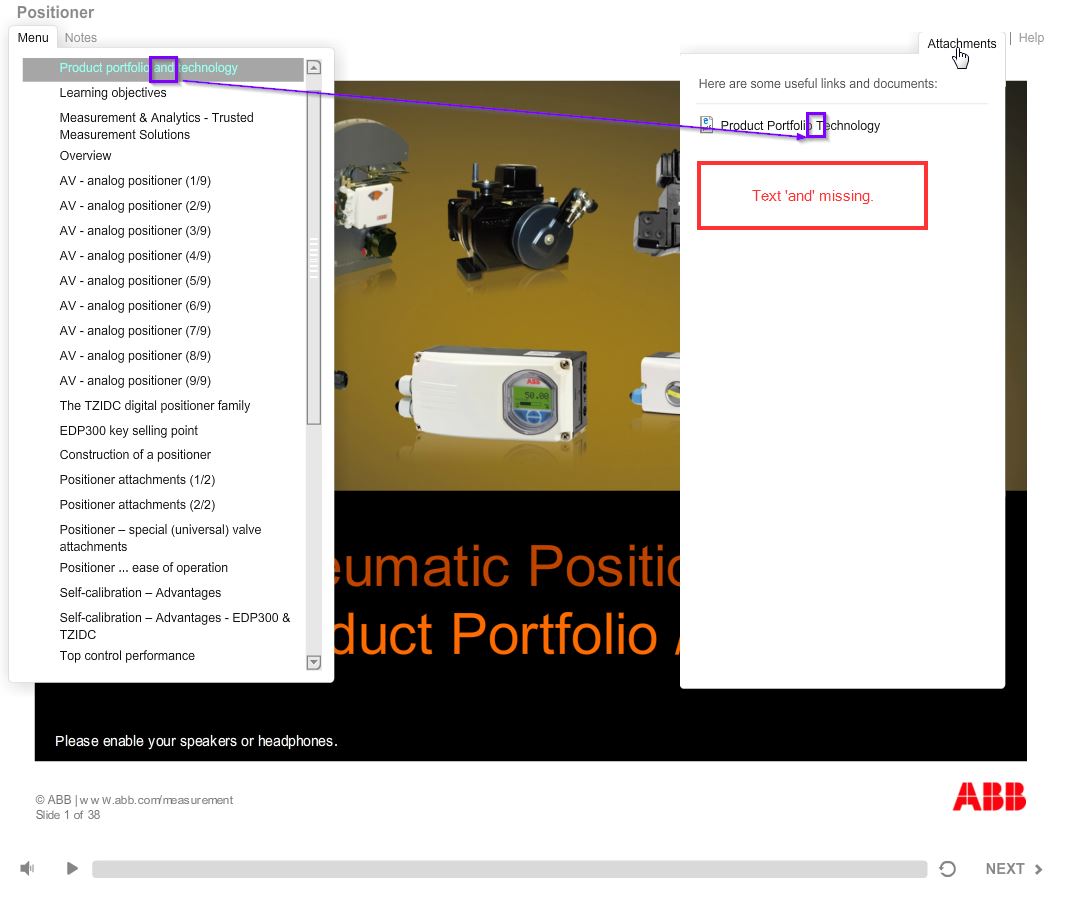 Positioner
Menu
Notes
Attachments
| Help
Product portfolio and technology
Learning objectives
Measurement & Analytics - Trusted
Measurement Solutions
Overview
AV - analog positioner (1/9)
AV - analog positioner (2/9)
AV - analog positioner (3/9)
AV - analog positioner (4/9)
AV - analog positioner (5/9)
AV - analog positioner (6/9)
AV - analog positioner (7/9)
AV - analog positioner (8/9)
AV - analog positioner (9/9)
The TZIDC digital positioner family
EDP300 key selling point
Construction of a positioner
Positioner attachments (1/2)
Positioner attachments (2/2)
Positioner – special (universal) valve
attachments
Positioner ... ease of operation
Self-calibration – Advantages
Self-calibration – Advantages - EDP300 &
TZIDC
Top control performance
Here are some useful links and documents:
Product Portfolio Technology
Text 'and' missing.
ABB
50.00
eumatic Positio
duct Portfolio
Please enable your speakers or headphones.
© ABB | www.abb.com/measurement
Slide 1 of 38
ABB
NEXT